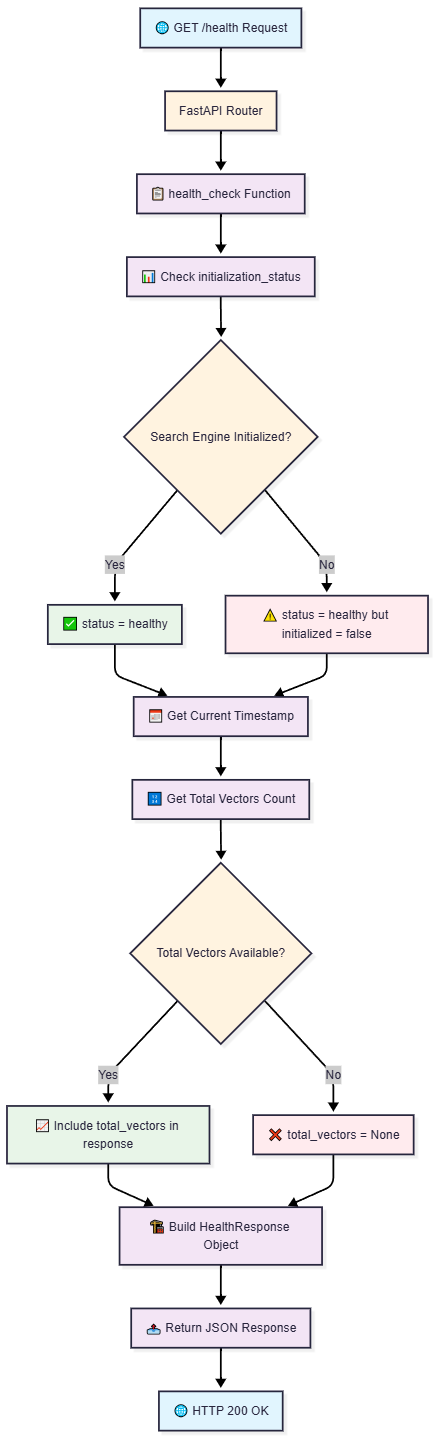 🌐 GET /health Request
FastAPI Router
📋 health_check Function
📊 Check initialization_status
Search Engine Initialized?
Yes
No
✅ status = healthy
⚠️ status = healthy but
initialized = false
📅 Get Current Timestamp
🔢 Get Total Vectors Count
Total Vectors Available?
Yes
No
📈 Include total_vectors in
response
❌ total_vectors = None
🏗️ Build HealthResponse
Object
📤 Return JSON Response
🌐 HTTP 200 OK